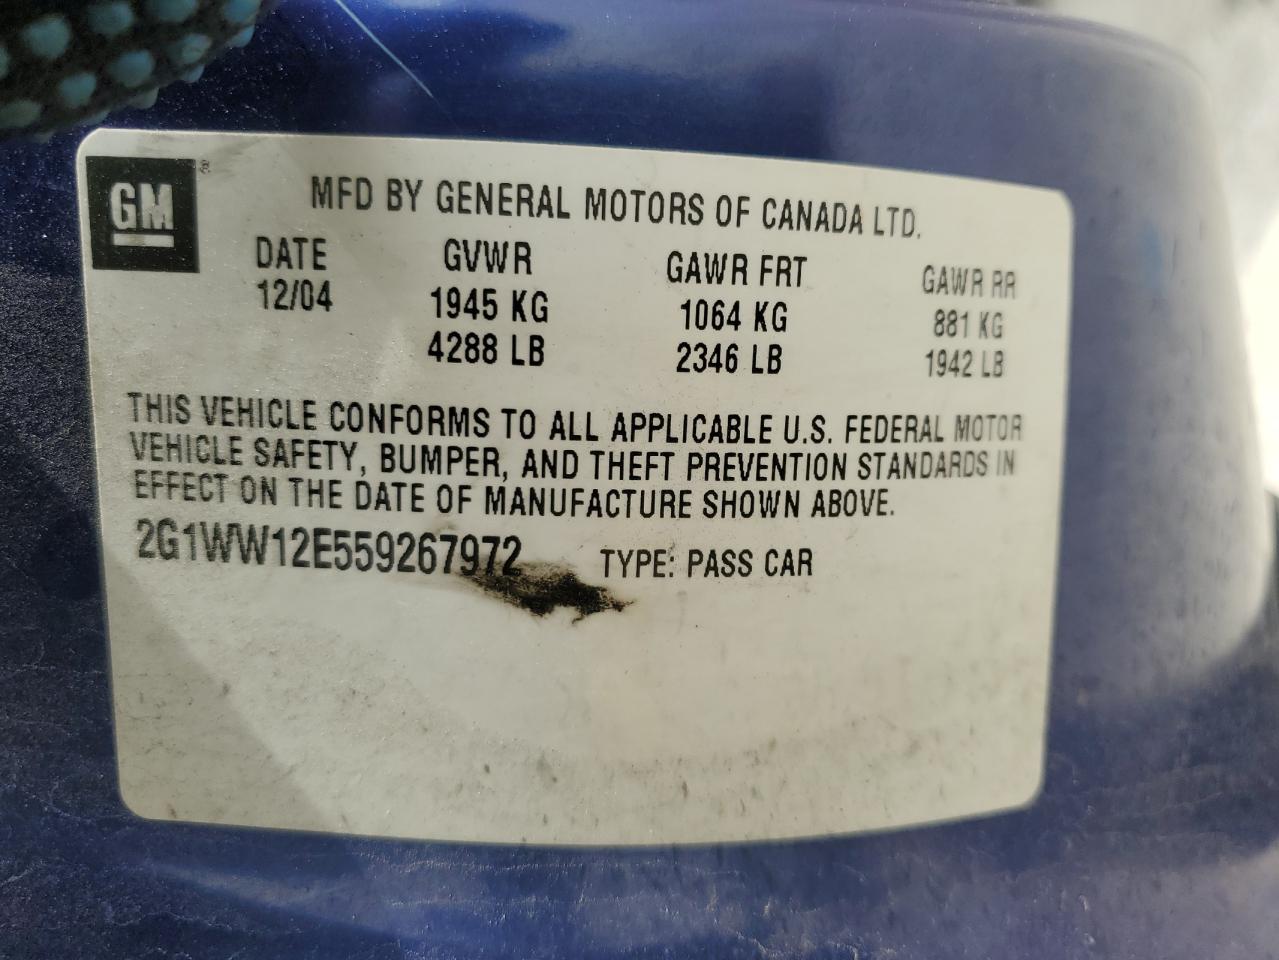 GM®
MFD BY GENERAL MOTORS OF CANADA LTD.
DATE GVWR GAWR FRT GAWR RR
12/04 1945 KG 1064 KG 881 KG
4288 LB 2346 LB 1942 LB
THIS VEHICLE CONFORMS TO ALL APPLICABLE U.S. FEDERAL MOTOR
VEHICLE SAFETY, BUMPER, AND THEFT PREVENTION STANDARDS IN
EFFECT ON THE DATE OF MANUFACTURE SHOWN ABOVE.
2G1WW12E559267972 TYPE: PASS CAR